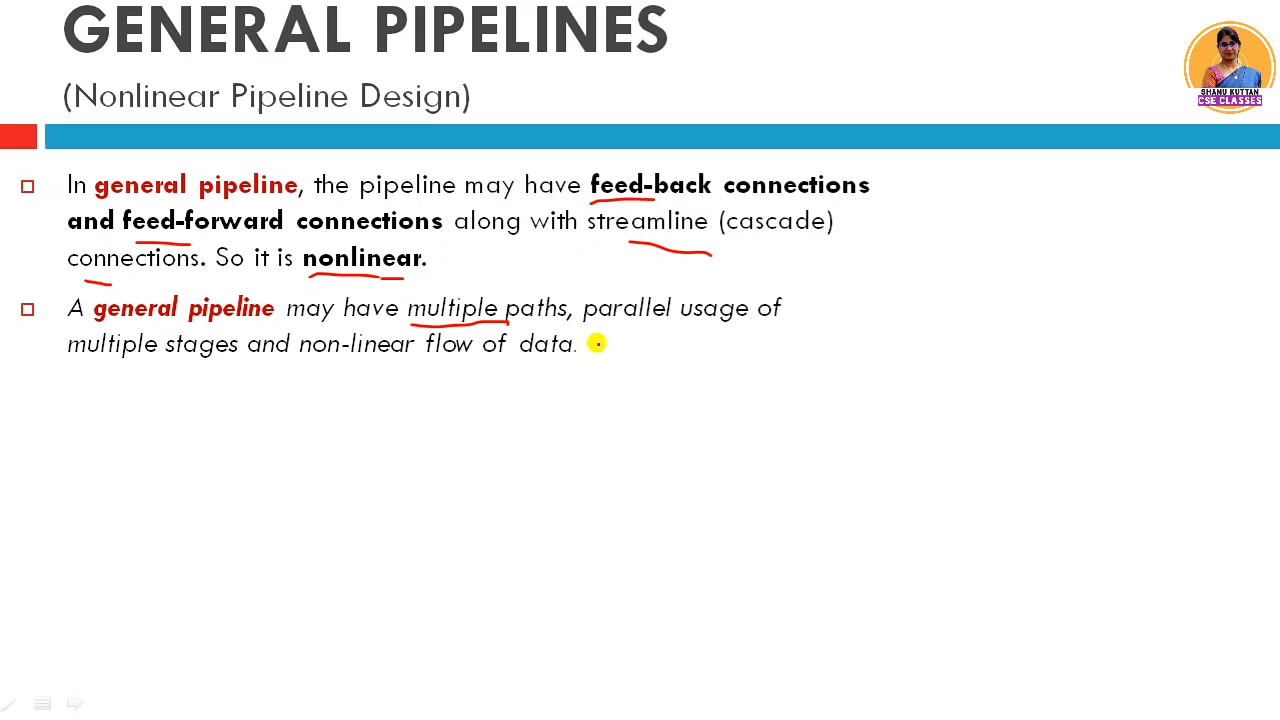 GENERAL PIPELINES
(Nonlinear Pipeline Design)
SHANU KUTTAN
CSE CLASSES
In general pipeline, the pipeline may have feed-back connections
and feed-forward connections along with streamline (cascade)
connections. So it is nonlinear.
A general pipeline may have multiple paths, parallel usage of
multiple stages and non-linear flow of data.